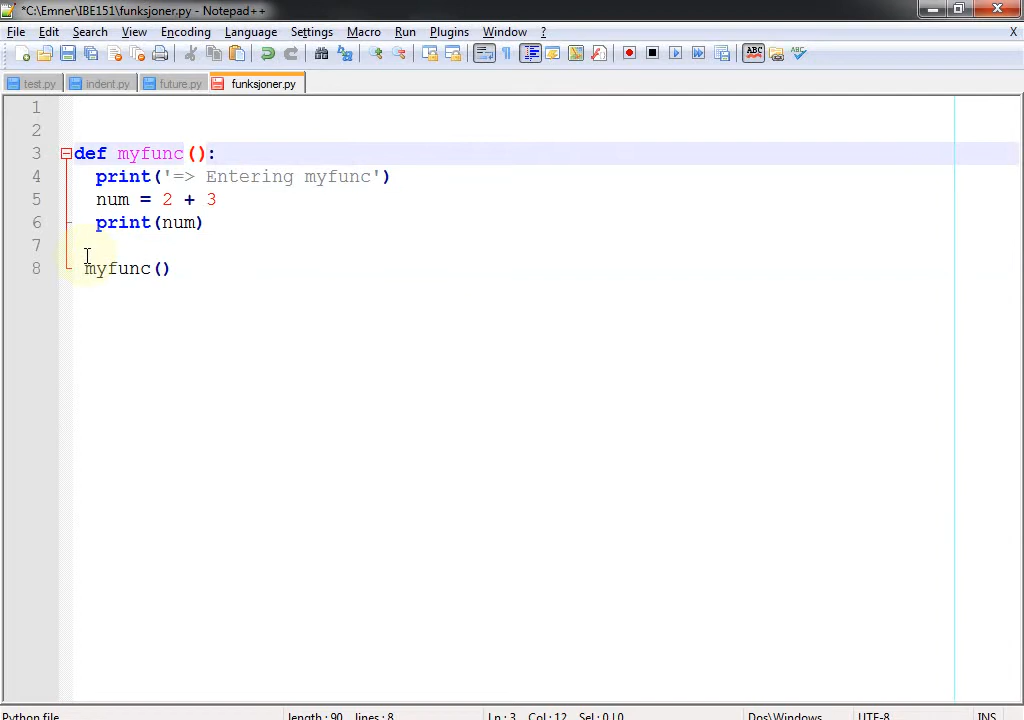 *C:\Emner\IBE151\funksjoner.py - Notepad++
File Edit Search View Encoding Language Settings Macro Run Plugins Window ? X
ABC ABC
test.py indent.py future.py funksjoner.py
1
2
3 def myfunc():
4 print('=> Entering myfunc')
5 num = 2 + 3
6 print(num)
7
8 myfunc()
Python file length : 90 lines : 8 Ln : 3 Col : 12 Sel : 0 | 0 Dos\Windows UTF-8 INS